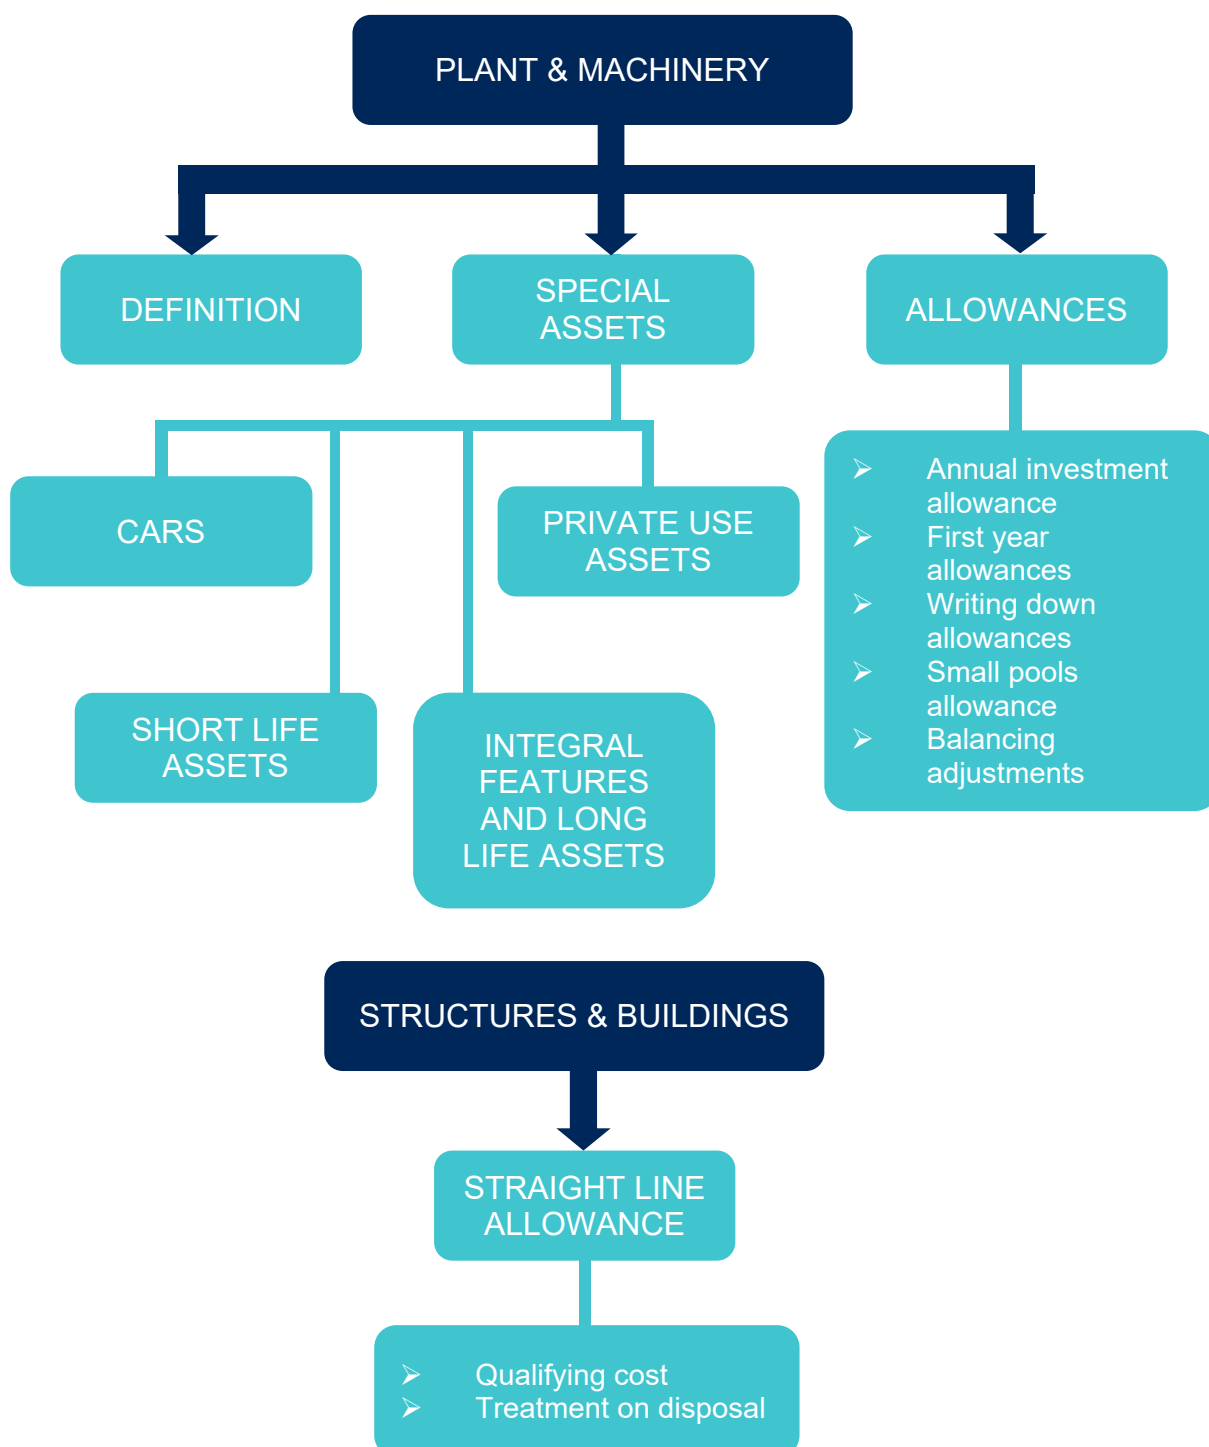 PLANT & MACHINERY
DEFINITION
SPECIAL
ASSETS
ALLOWANCES
CARS
PRIVATE USE
ASSETS
SHORT LIFE
ASSETS
INTEGRAL
FEATURES
AND LONG
LIFE ASSETS
➢ Annual investment
allowance
➢ First year
allowances
➢ Writing down
allowances
➢ Small pools
allowance
➢ Balancing
adjustments
STRUCTURES & BUILDINGS
STRAIGHT LINE
ALLOWANCE
➢ Qualifying cost
➢ Treatment on disposal